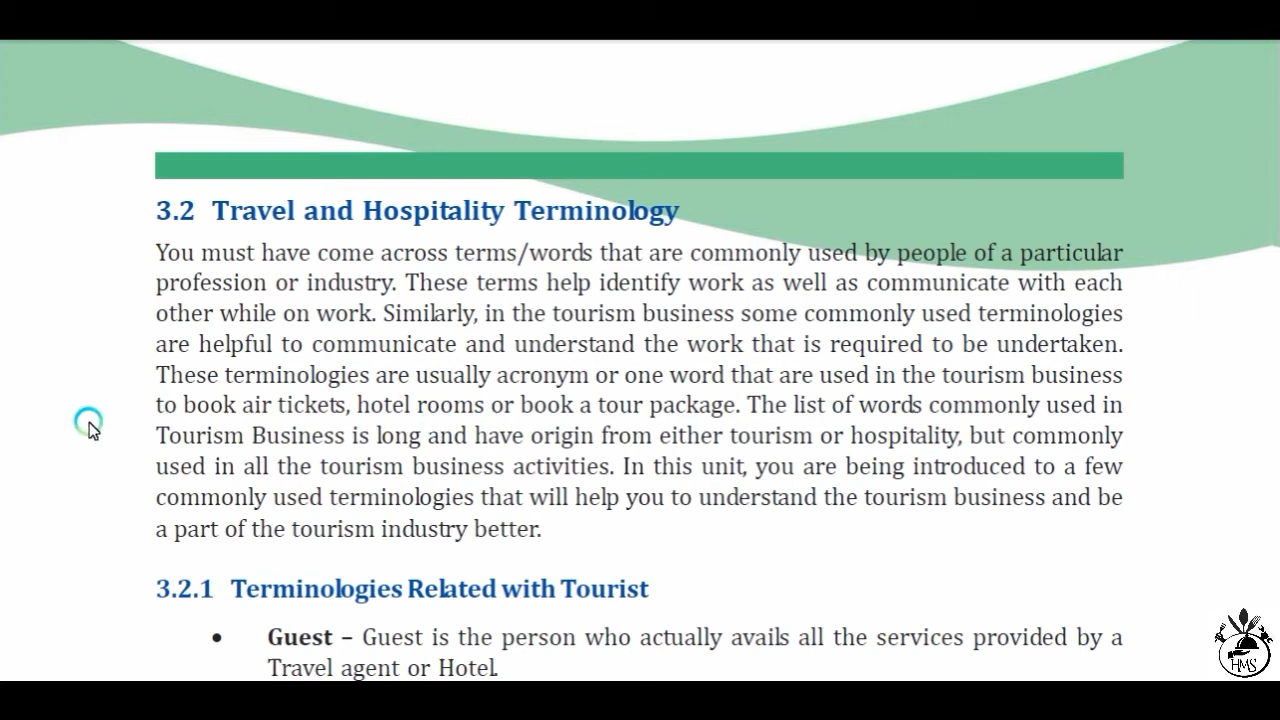 3.2 Travel and Hospitality Terminology
You must have come across terms/words that are commonly used by people of a particular
profession or industry. These terms help identify work as well as communicate with each
other while on work. Similarly, in the tourism business some commonly used terminologies
are helpful to communicate and understand the work that is required to be undertaken.
These terminologies are usually acronym or one word that are used in the tourism business
to book air tickets, hotel rooms or book a tour package. The list of words commonly used in
Tourism Business is long and have origin from either tourism or hospitality, but commonly
used in all the tourism business activities. In this unit, you are being introduced to a few
commonly used terminologies that will help you to understand the tourism business and be
a part of the tourism industry better.
3.2.1 Terminologies Related with Tourist
• Guest – Guest is the person who actually avails all the services provided by a
Travel agent or Hotel.
HMS